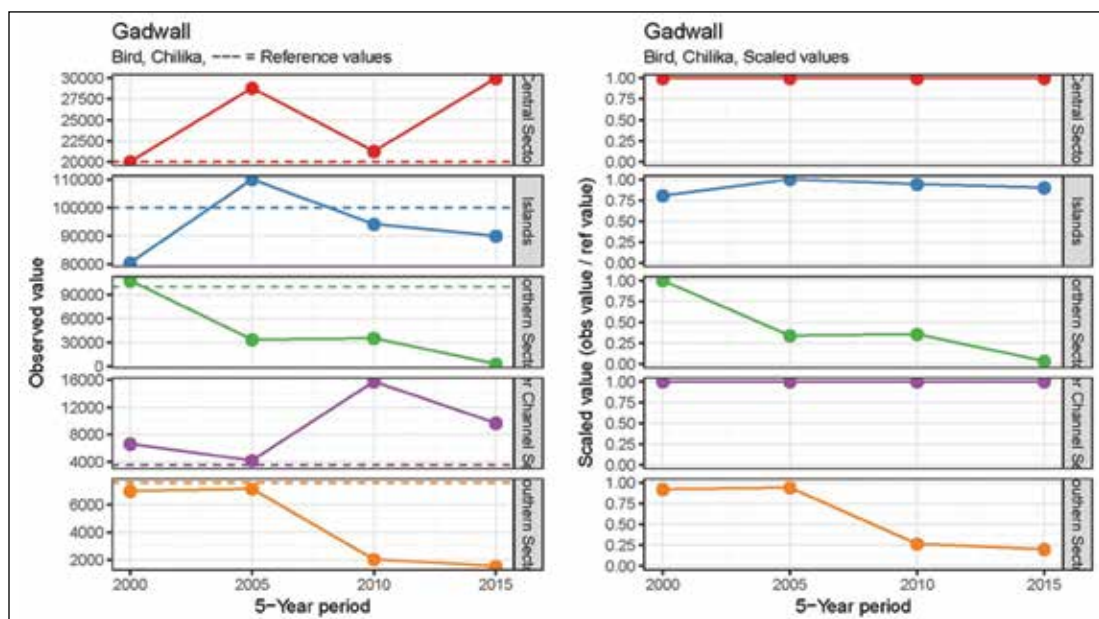 Gadwall
Bird, Chilika, --- = Reference values
30000
27500
25000
22500
20000
Central Secto
110000
100000
90000
80000
Islands
90000
60000
30000
0
orthern Secto
16000
12000
8000
4000
er Channel Se
6000
2000
outhern Secto
2000 2005 2010 2015
5-Year period
Observed value
Gadwall
Bird, Chilika, Scaled values
1.00
0.75
0.50
0.25
0.00
Central Secto
1.00
0.75
0.50
0.25
0.00
Islands
1.00
0.75
0.50
0.25
0.00
orthern Secto
1.00
0.75
0.50
0.25
0.00
er Channel Se
1.00
0.75
0.50
0.25
0.00
outhern Secto
2000 2005 2010 2015
5-Year period
Scaled value (obs value / ref value)